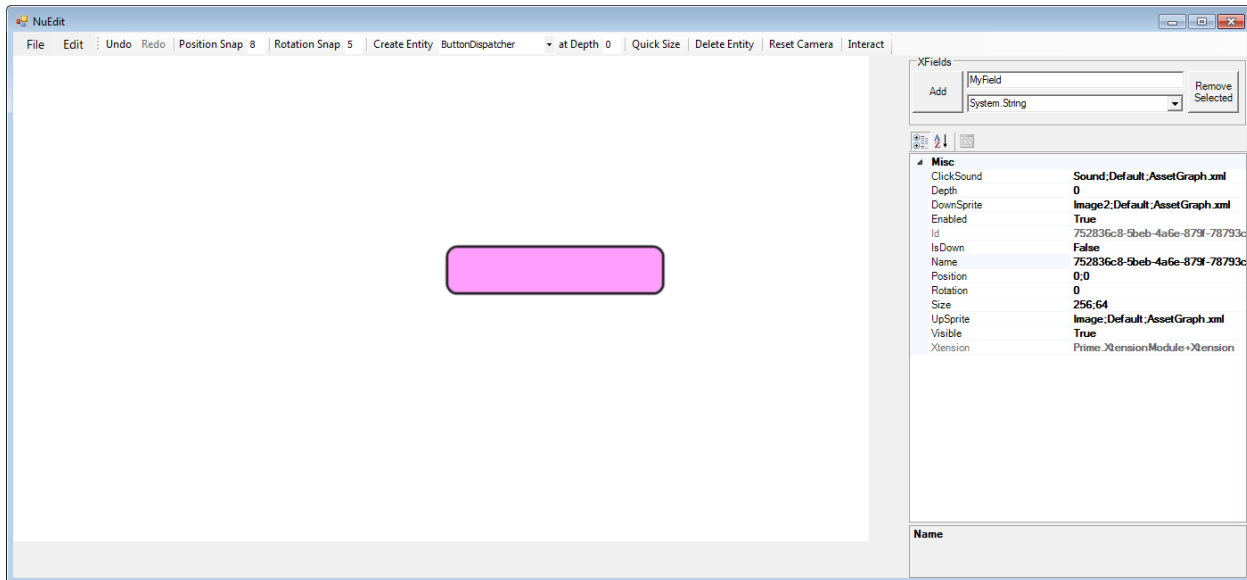 NuEdit
File Edit Undo Redo Position Snap 8 Rotation Snap 5 Create Entity ButtonDispatcher at Depth 0 Quick Size Delete Entity Reset Camera Interact
XFields
Add
MyField
System.String
Remove
Selected
Misc
ClickSound Sound;Default;AssetGraph.xml
Depth 0
DownSprite Image2;Default;AssetGraph.xml
Enabled True
Id 752836c8-5beb-4a6e-879f-78793c
IsDown False
Name 752836c8-5beb-4a6e-879f-78793c
Position 0;0
Rotation 0
Size 256;64
UpSprite Image;Default;AssetGraph.xml
Visible True
Xtension Prime.XtensionModule+Xtension
Name